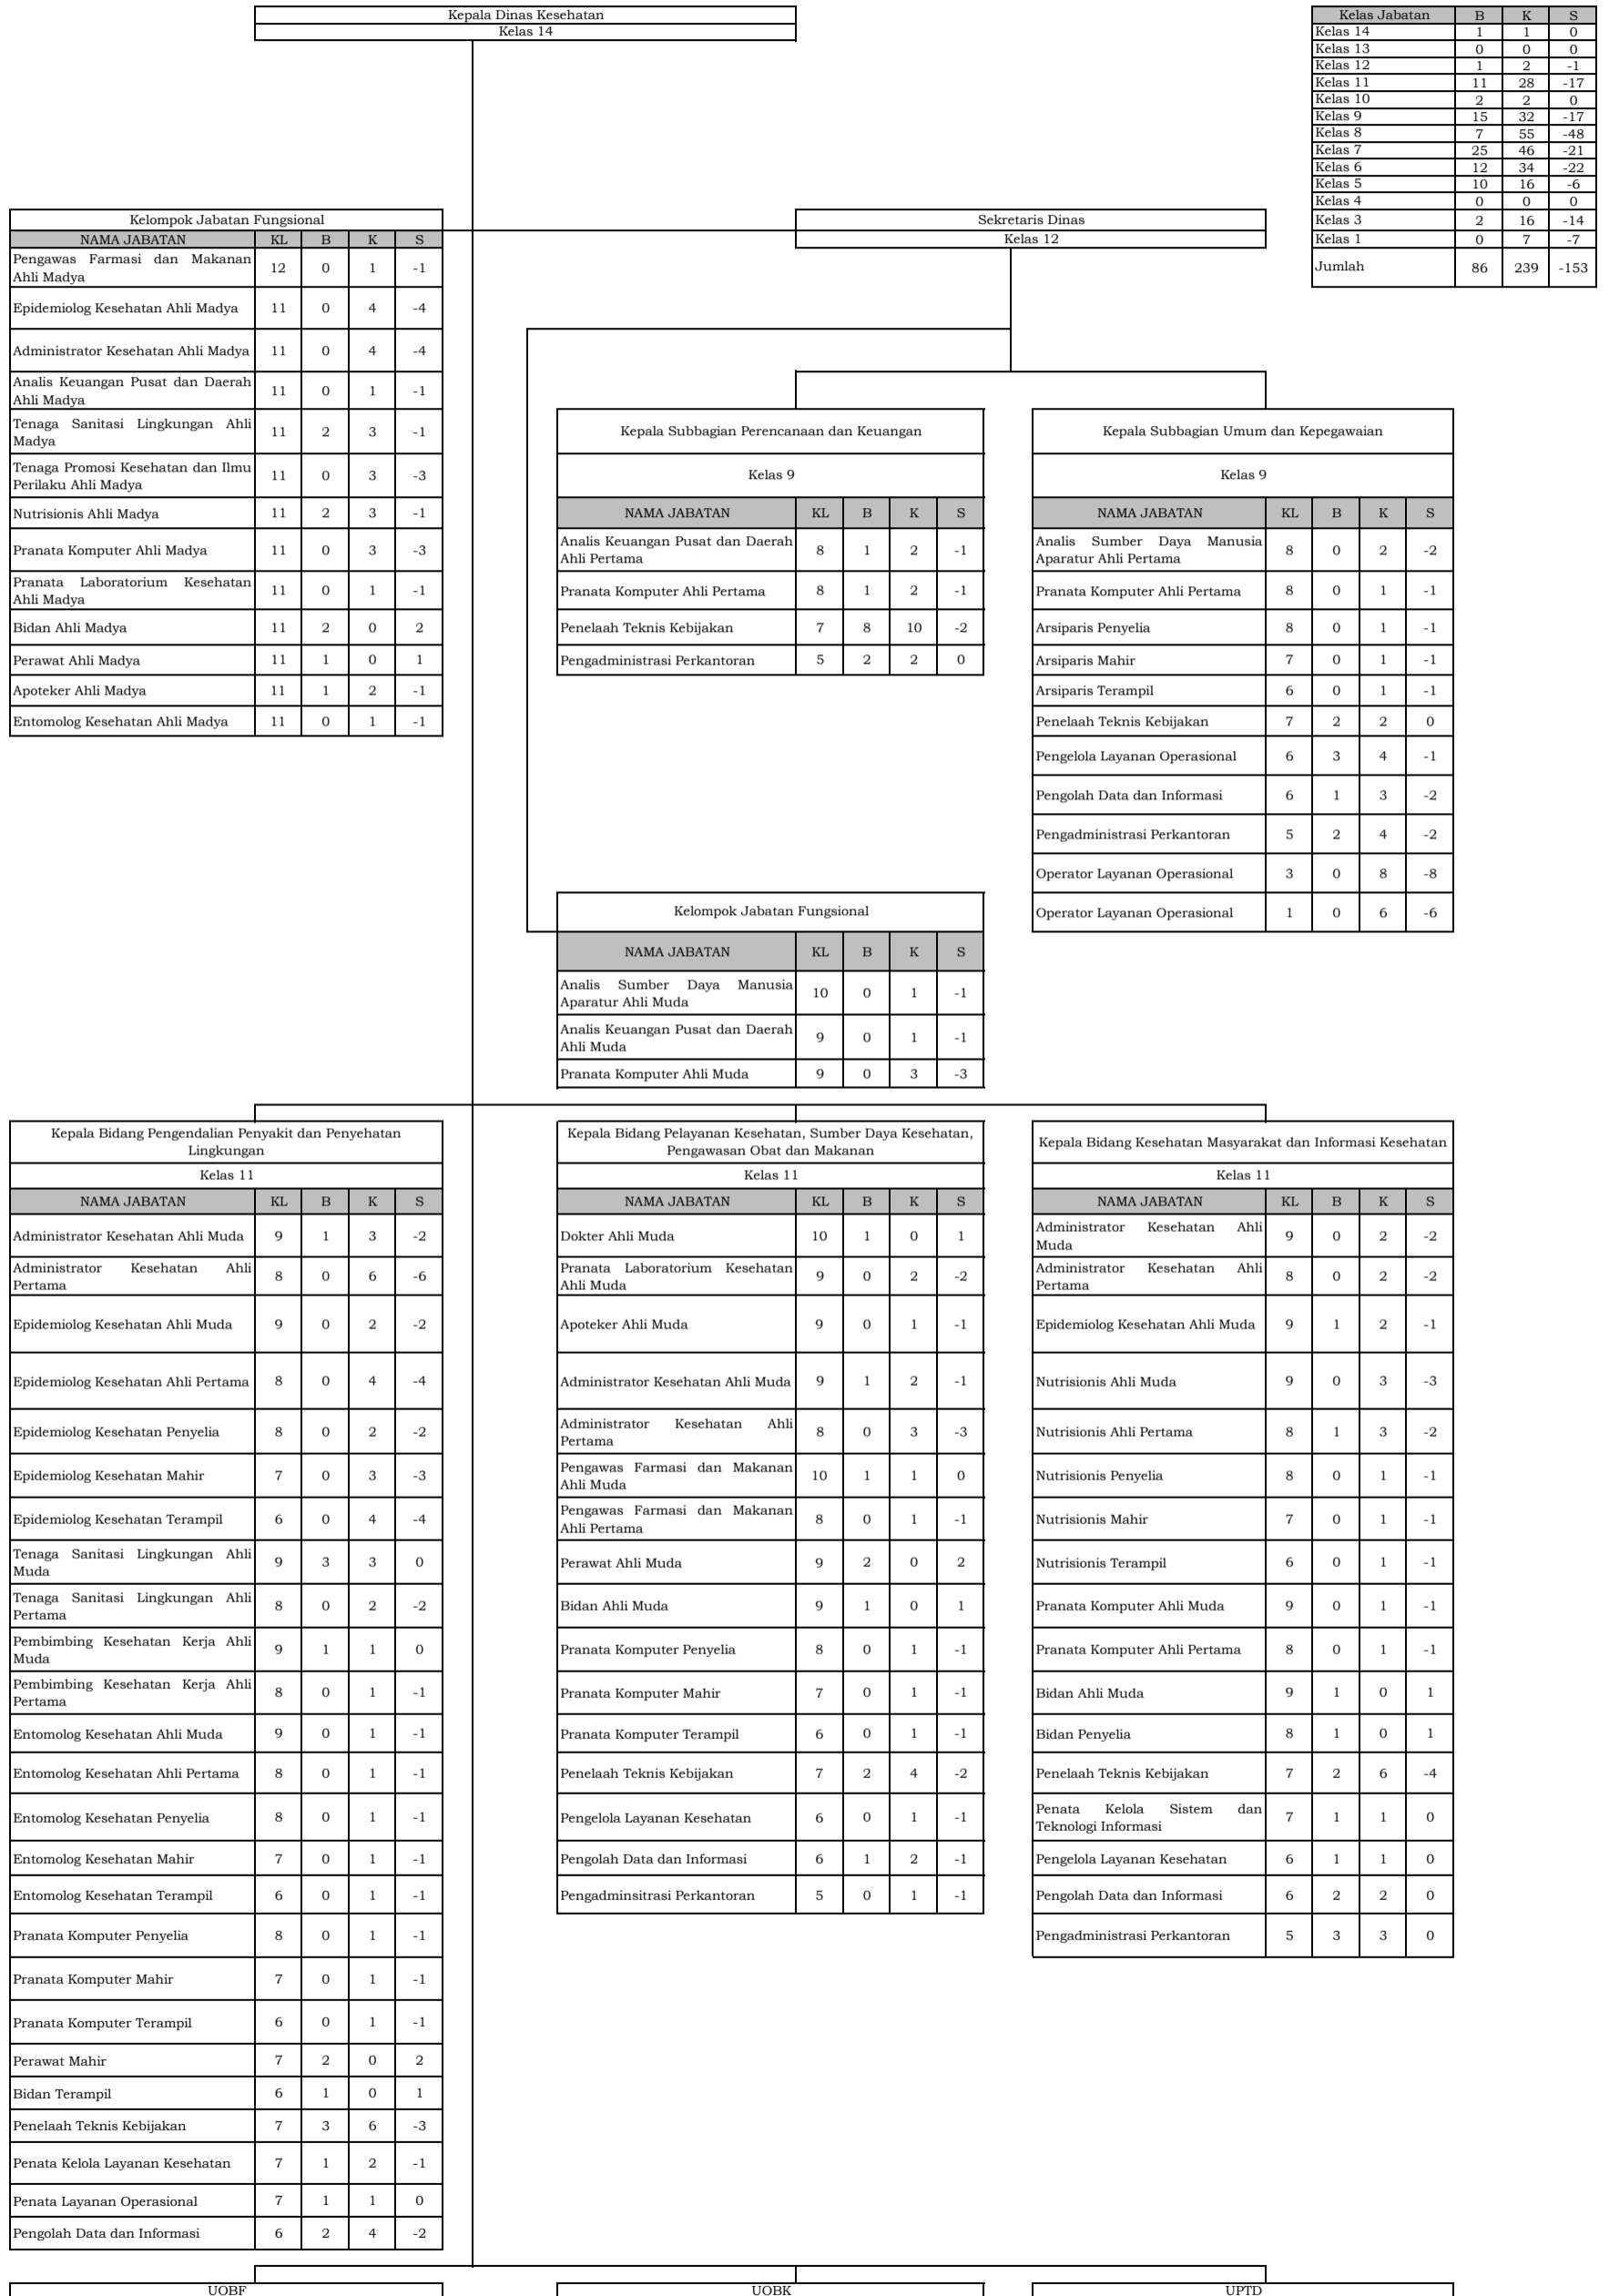 Kepala Dinas Kesehatan
Kelas 14
Kelas Jabatan B K S
Kelas 14 1 1 0
Kelas 13 0 0 0
Kelas 12 1 2 -1
Kelas 11 11 28 -17
Kelas 10 2 2 0
Kelas 9 15 32 -17
Kelas 8 7 55 -48
Kelas 7 25 46 -21
Kelas 6 12 34 -22
Kelas 5 10 16 -6
Kelas 4 0 0 0
Kelas 3 2 16 -14
Kelas 1 0 7 -7
Jumlah 86 239 -153
Kelompok Jabatan Fungsional
NAMA JABATAN KL B K S
Pengawas Farmasi dan Makanan
Ahli Madya 12 0 1 -1
Epidemiolog Kesehatan Ahli Madya 11 0 4 -4
Administrator Kesehatan Ahli Madya 11 0 4 -4
Analis Keuangan Pusat dan Daerah
Ahli Madya 11 0 1 -1
Tenaga Sanitasi Lingkungan Ahli
Madya 11 2 3 -1
Tenaga Promosi Kesehatan dan Ilmu
Perilaku Ahli Madya 11 0 3 -3
Nutrisionis Ahli Madya 11 2 3 -1
Pranata Komputer Ahli Madya 11 0 3 -3
Pranata Laboratorium Kesehatan
Ahli Madya 11 0 1 -1
Bidan Ahli Madya 11 2 0 2
Perawat Ahli Madya 11 1 0 1
Apoteker Ahli Madya 11 1 2 -1
Entomolog Kesehatan Ahli Madya 11 0 1 -1
Sekretaris Dinas
Kelas 12
Kepala Subbagian Perencanaan dan Keuangan
Kelas 9
NAMA JABATAN KL B K S
Analis Keuangan Pusat dan Daerah
Ahli Pertama 8 1 2 -1
Pranata Komputer Ahli Pertama 8 1 2 -1
Penelaah Teknis Kebijakan 7 8 10 -2
Pengadministrasi Perkantoran 5 2 2 0
Kepala Subbagian Umum dan Kepegawaian
Kelas 9
NAMA JABATAN KL B K S
Analis Sumber Daya Manusia
Aparatur Ahli Pertama 8 0 2 -2
Pranata Komputer Ahli Pertama 8 0 1 -1
Arsiparis Penyelia 8 0 1 -1
Arsiparis Mahir 7 0 1 -1
Arsiparis Terampil 6 0 1 -1
Penelaah Teknis Kebijakan 7 2 2 0
Pengelola Layanan Operasional 6 3 4 -1
Pengolah Data dan Informasi 6 1 3 -2
Pengadministrasi Perkantoran 5 2 4 -2
Operator Layanan Operasional 3 0 8 -8
Operator Layanan Operasional 1 0 6 -6
Kelompok Jabatan Fungsional
NAMA JABATAN KL B K S
Analis Sumber Daya Manusia
Aparatur Ahli Muda 10 0 1 -1
Analis Keuangan Pusat dan Daerah
Ahli Muda 9 0 1 -1
Pranata Komputer Ahli Muda 9 0 3 -3
Kepala Bidang Pengendalian Penyakit dan Penyehatan
Lingkungan
Kelas 11
NAMA JABATAN KL B K S
Administrator Kesehatan Ahli Muda 9 1 3 -2
Administrator Kesehatan Ahli
Pertama 8 0 6 -6
Epidemiolog Kesehatan Ahli Muda 9 0 2 -2
Epidemiolog Kesehatan Ahli Pertama 8 0 4 -4
Epidemiolog Kesehatan Penyelia 8 0 2 -2
Epidemiolog Kesehatan Mahir 7 0 3 -3
Epidemiolog Kesehatan Terampil 6 0 4 -4
Tenaga Sanitasi Lingkungan Ahli
Muda 9 3 3 0
Tenaga Sanitasi Lingkungan Ahli
Pertama 8 0 2 -2
Pembimbing Kesehatan Kerja Ahli
Muda 9 1 1 0
Pembimbing Kesehatan Kerja Ahli
Pertama 8 0 1 -1
Entomolog Kesehatan Ahli Muda 9 0 1 -1
Entomolog Kesehatan Ahli Pertama 8 0 1 -1
Entomolog Kesehatan Penyelia 8 0 1 -1
Entomolog Kesehatan Mahir 7 0 1 -1
Entomolog Kesehatan Terampil 6 0 1 -1
Pranata Komputer Penyelia 8 0 1 -1
Pranata Komputer Mahir 7 0 1 -1
Pranata Komputer Terampil 6 0 1 -1
Perawat Mahir 7 2 0 2
Bidan Terampil 6 1 0 1
Penelaah Teknis Kebijakan 7 3 6 -3
Penata Kelola Layanan Kesehatan 7 1 2 -1
Penata Layanan Operasional 7 1 1 0
Pengolah Data dan Informasi 6 2 4 -2
Kepala Bidang Pelayanan Kesehatan, Sumber Daya Kesehatan,
Pengawasan Obat dan Makanan
Kelas 11
NAMA JABATAN KL B K S
Dokter Ahli Muda 10 1 0 1
Pranata Laboratorium Kesehatan
Ahli Muda 9 0 2 -2
Apoteker Ahli Muda 9 0 1 -1
Administrator Kesehatan Ahli Muda 9 1 2 -1
Administrator Kesehatan Ahli
Pertama 8 0 3 -3
Pengawas Farmasi dan Makanan
Ahli Muda 10 1 1 0
Pengawas Farmasi dan Makanan
Ahli Pertama 8 0 1 -1
Perawat Ahli Muda 9 2 0 2
Bidan Ahli Muda 9 1 0 1
Pranata Komputer Penyelia 8 0 1 -1
Pranata Komputer Mahir 7 0 1 -1
Pranata Komputer Terampil 6 0 1 -1
Penelaah Teknis Kebijakan 7 2 4 -2
Pengelola Layanan Kesehatan 6 0 1 -1
Pengolah Data dan Informasi 6 1 2 -1
Pengadminsitrasi Perkantoran 5 0 1 -1
Kepala Bidang Kesehatan Masyarakat dan Informasi Kesehatan
Kelas 11
NAMA JABATAN KL B K S
Administrator Kesehatan Ahli
Muda 9 0 2 -2
Administrator Kesehatan Ahli
Pertama 8 0 2 -2
Epidemiolog Kesehatan Ahli Muda 9 1 2 -1
Nutrisionis Ahli Muda 9 0 3 -3
Nutrisionis Ahli Pertama 8 1 3 -2
Nutrisionis Penyelia 8 0 1 -1
Nutrisionis Mahir 7 0 1 -1
Nutrisionis Terampil 6 0 1 -1
Pranata Komputer Ahli Muda 9 0 1 -1
Pranata Komputer Ahli Pertama 8 0 1 -1
Bidan Ahli Muda 9 1 0 1
Bidan Penyelia 8 1 0 1
Penelaah Teknis Kebijakan 7 2 6 -4
Penata Kelola Sistem dan
Teknologi Informasi 7 1 1 0
Pengelola Layanan Kesehatan 6 1 1 0
Pengolah Data dan Informasi 6 2 2 0
Pengadministrasi Perkantoran 5 3 3 0
UOBF
UOBK
UPTD